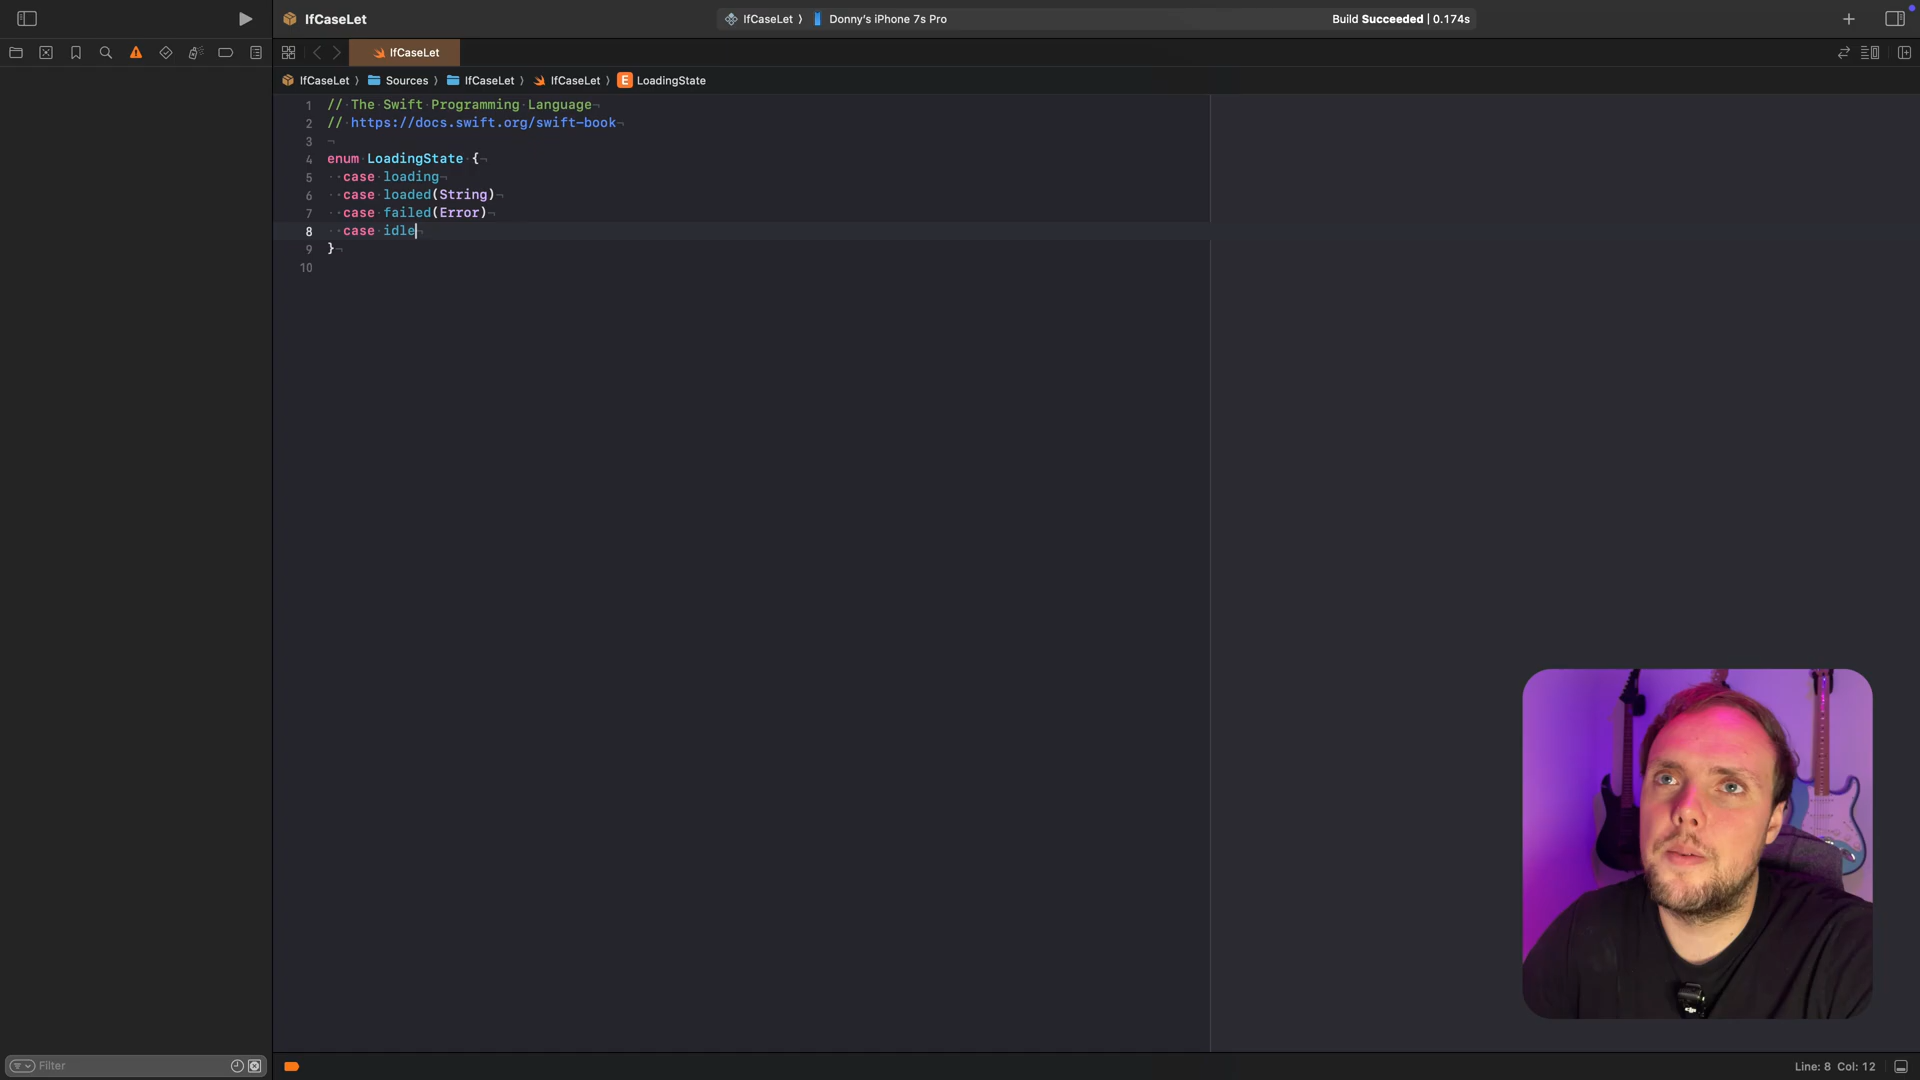 IfCaseLet
IfCaseLet 〉 Donny's iPhone 7s Pro
Build Succeeded | 0.174s
IfCaseLet
IfCaseLet 〉 Sources 〉 IfCaseLet 〉 IfCaseLet 〉 E LoadingState
1 // The Swift Programming Language
2 // https://docs.swift.org/swift-book
3
4 enum LoadingState {
5 case loading
6 case loaded(String)
7 case failed(Error)
8 case idle
9 }
10
Filter
Line: 8 Col: 12